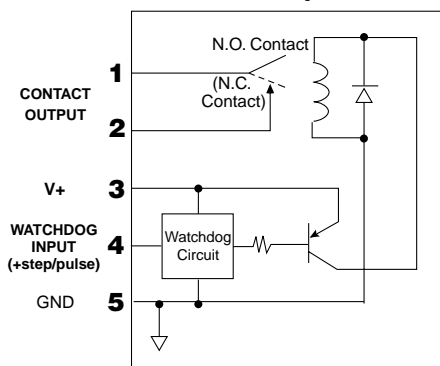 N.O. Contact
1
(N.C.
Contact)
CONTACT
OUTPUT
2
V+
3
WATCHDOG
INPUT
(+step/pulse)
4
Watchdog
Circuit
GND
5